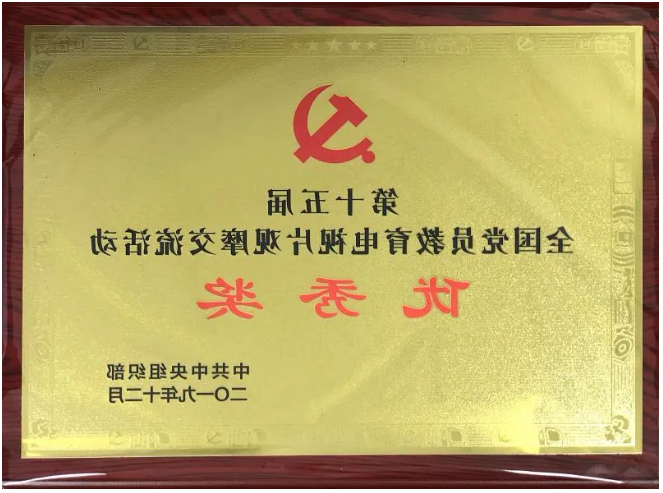 第十五届
全国党员教育电视片观摩交流活动
优秀奖
中共中央组织部
二〇一九年十二月